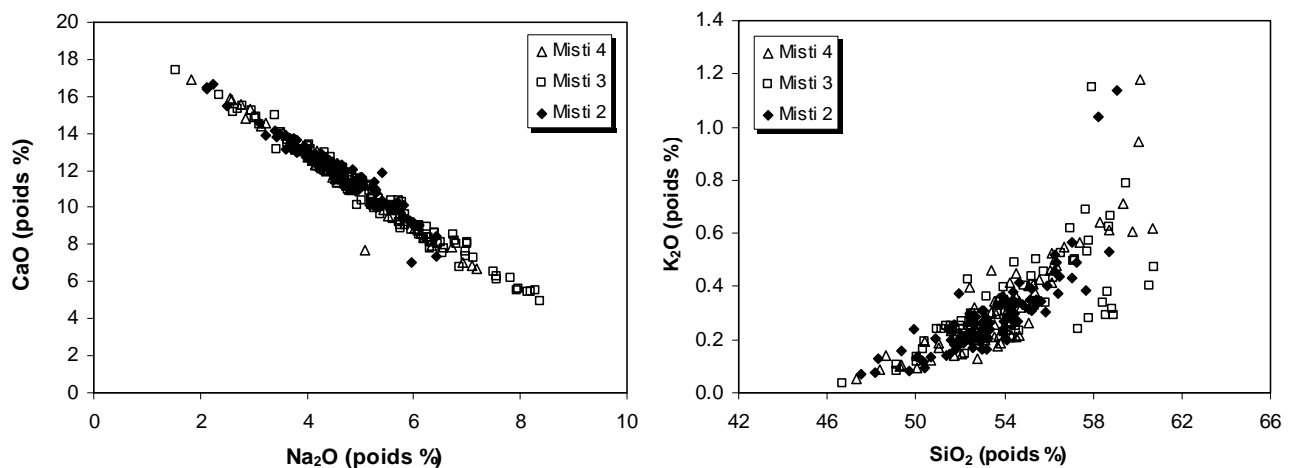 20
18
16
14
12
10
8
6
4
2
0
CaO (poids %)
0 2 4 6 8 10
Na₂O (poids %)
Misti 4
Misti 3
Misti 2
1.4
1.2
1.0
0.8
0.6
0.4
0.2
0.0
K₂O (poids %)
42 46 50 54 58 62 66
SiO₂ (poids %)
Misti 4
Misti 3
Misti 2